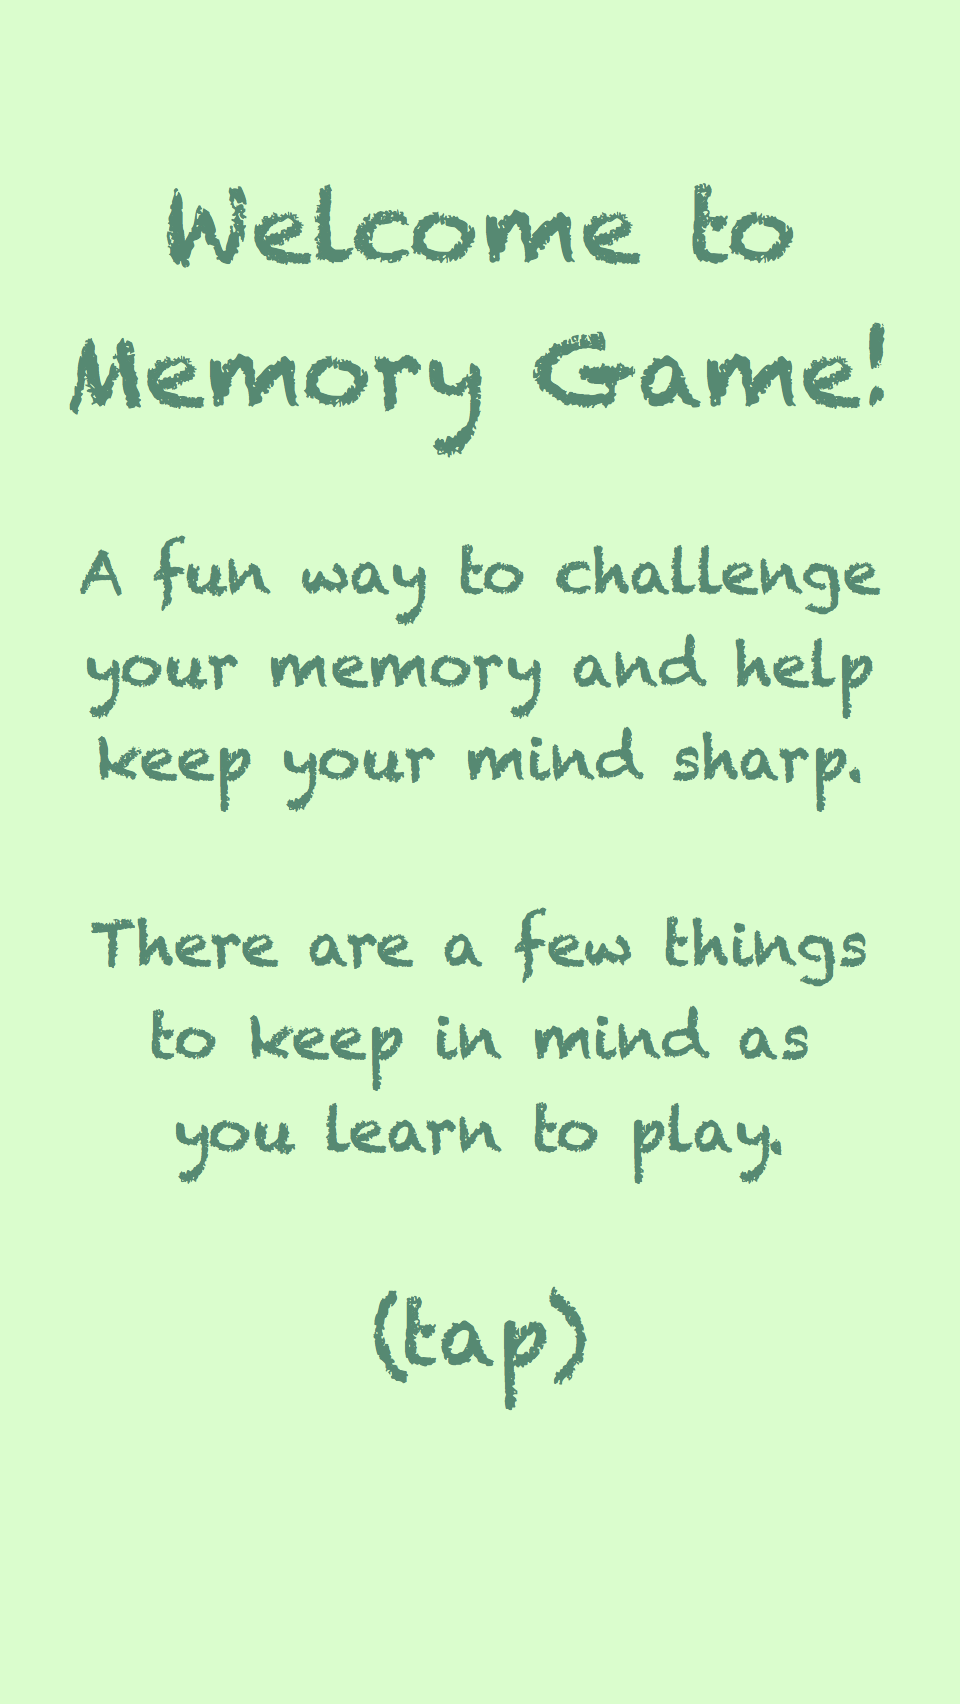 Welcome to
Memory Game!
A fun way to challenge
your memory and help
keep your mind sharp.
There are a few things
to keep in mind as
you learn to play.
(tap)